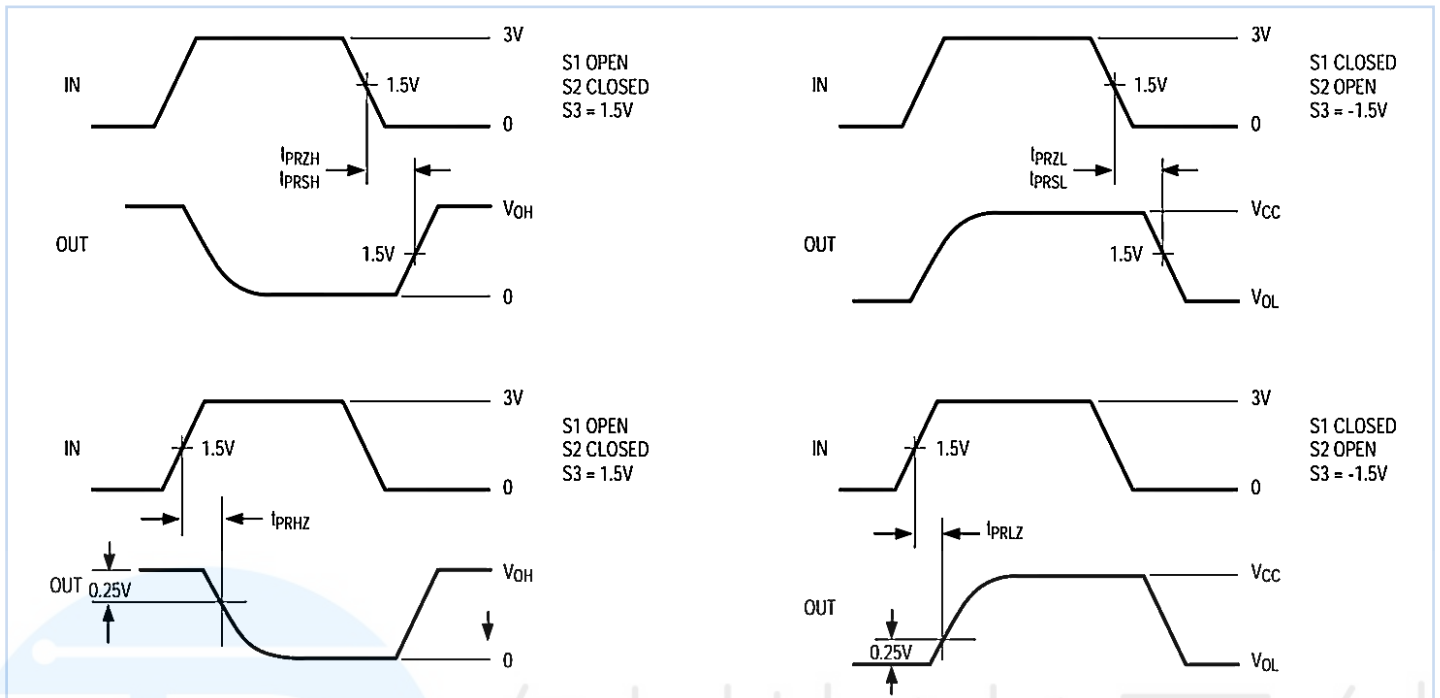 3V
IN
1.5V
0
S1 OPEN
S2 CLOSED
S3 = 1.5V
tPRZH
tPRSH
OUT
VOH
1.5V
0
3V
IN
1.5V
0
S1 CLOSED
S2 OPEN
S3 = -1.5V
tPRZL
tPRSL
OUT
VCC
1.5V
VOL
3V
IN
1.5V
0
S1 OPEN
S2 CLOSED
S3 = 1.5V
tPRHZ
OUT
0.25V
VOH
0
3V
IN
1.5V
0
S1 CLOSED
S2 OPEN
S3 = -1.5V
tPRLZ
OUT
0.25V
VCC
VOL